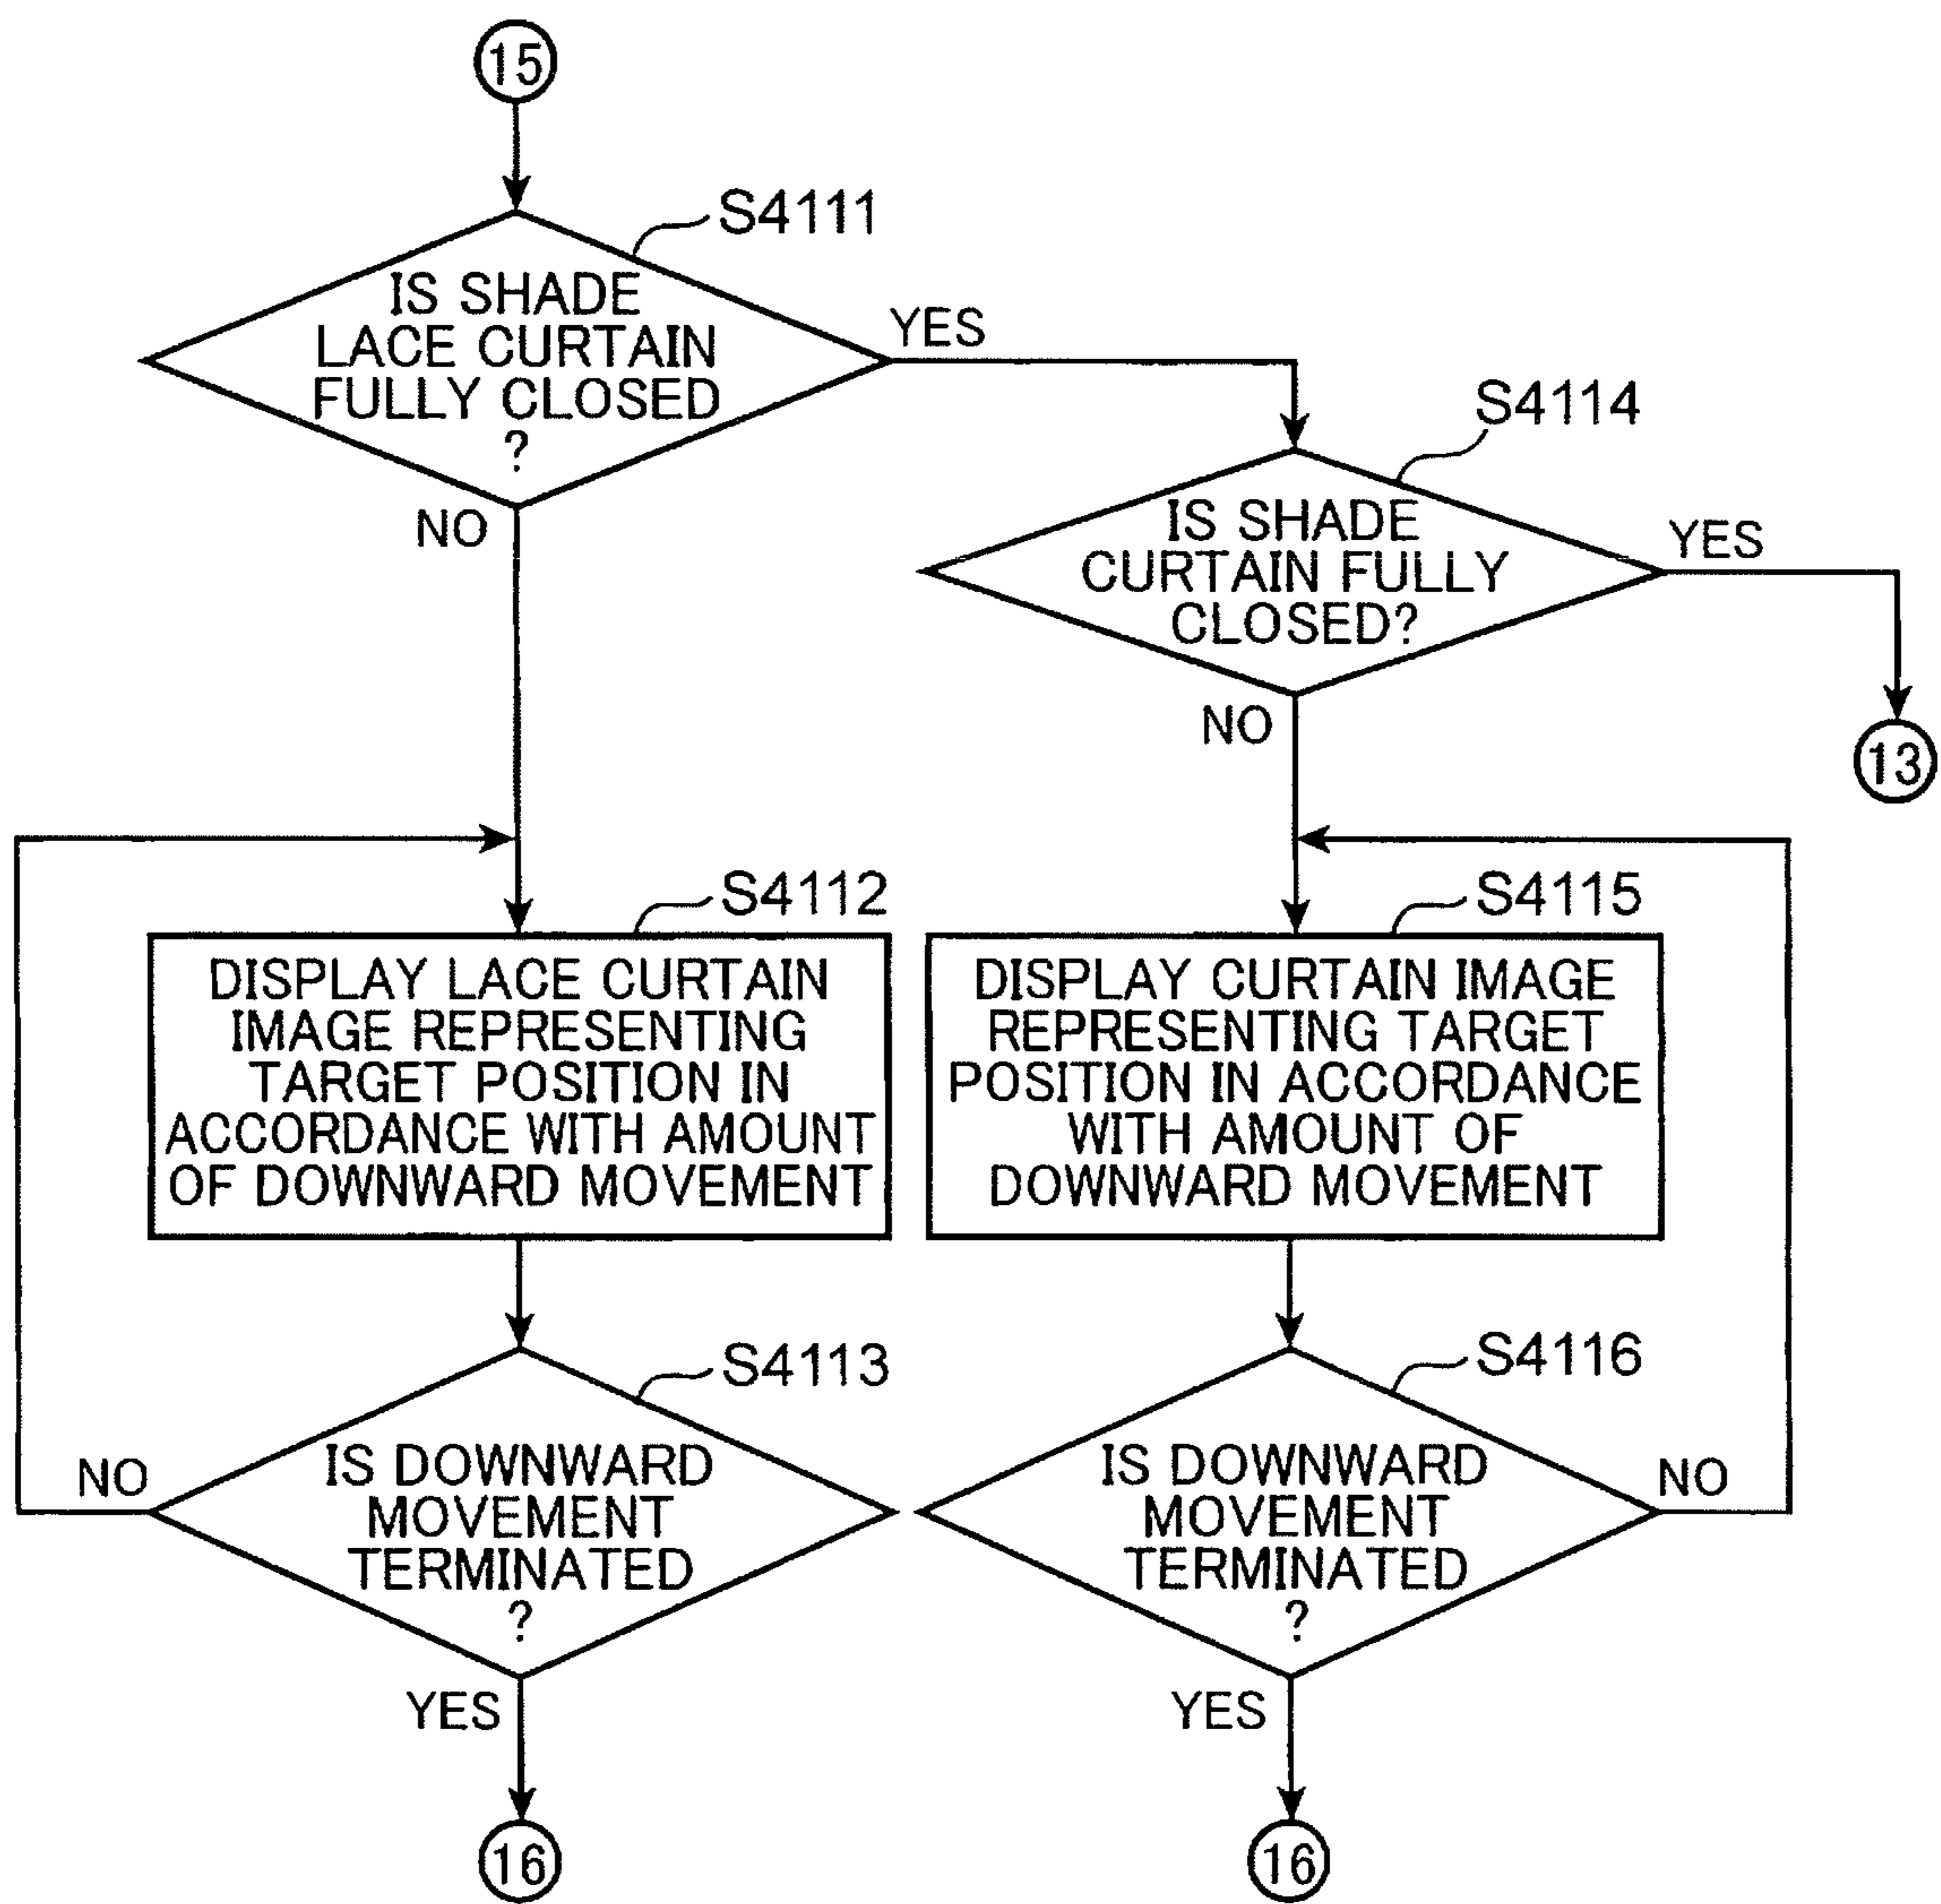 15
S4111
IS SHADE
LACE CURTAIN
FULLY CLOSED
?
YES
NO
S4114
IS SHADE
CURTAIN FULLY
CLOSED?
YES
NO
13
S4112
DISPLAY LACE CURTAIN
IMAGE REPRESENTING
TARGET POSITION IN
ACCORDANCE WITH AMOUNT
OF DOWNWARD MOVEMENT
S4115
DISPLAY CURTAIN IMAGE
REPRESENTING TARGET
POSITION IN ACCORDANCE
WITH AMOUNT OF
DOWNWARD MOVEMENT
S4113
NO
IS DOWNWARD
MOVEMENT
TERMINATED
?
YES
16
S4116
IS DOWNWARD
MOVEMENT
TERMINATED
?
NO
YES
16